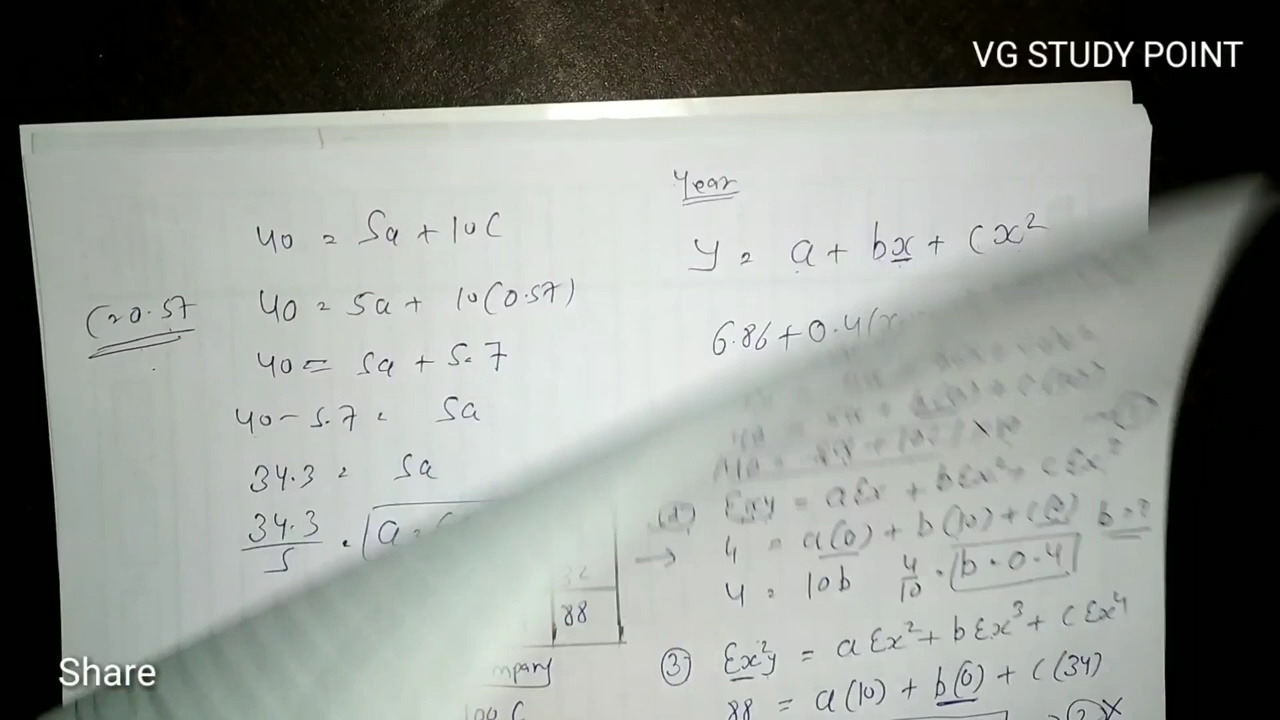 VG STUDY POINT
40 = 5a + 10C
C = 0.57
40 = 5a + 10(0.57)
40 = 5a + 5.7
40 - 5.7 = 5a
34.3 = 5a
34.3/5 = a =
Year
y = a + bx + cx²
6.86 + 0.4(x
Σxy = aΣx + bΣx² + cΣx³
4 = a(0) + b(10) + c(0) b = ?
4 = 10b 4/10 = b = 0.4
(3) Σx²y = aΣx² + bΣx³ + cΣx⁴
88 = a(10) + b(0) + c(34)
32
88
mpany
Share